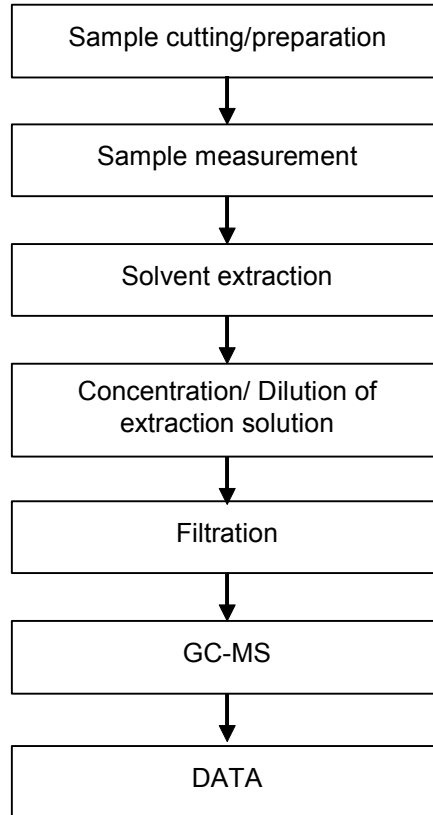 Sample cutting/preparation
Sample measurement
Solvent extraction
Concentration/ Dilution of
extraction solution
Filtration
GC-MS
DATA